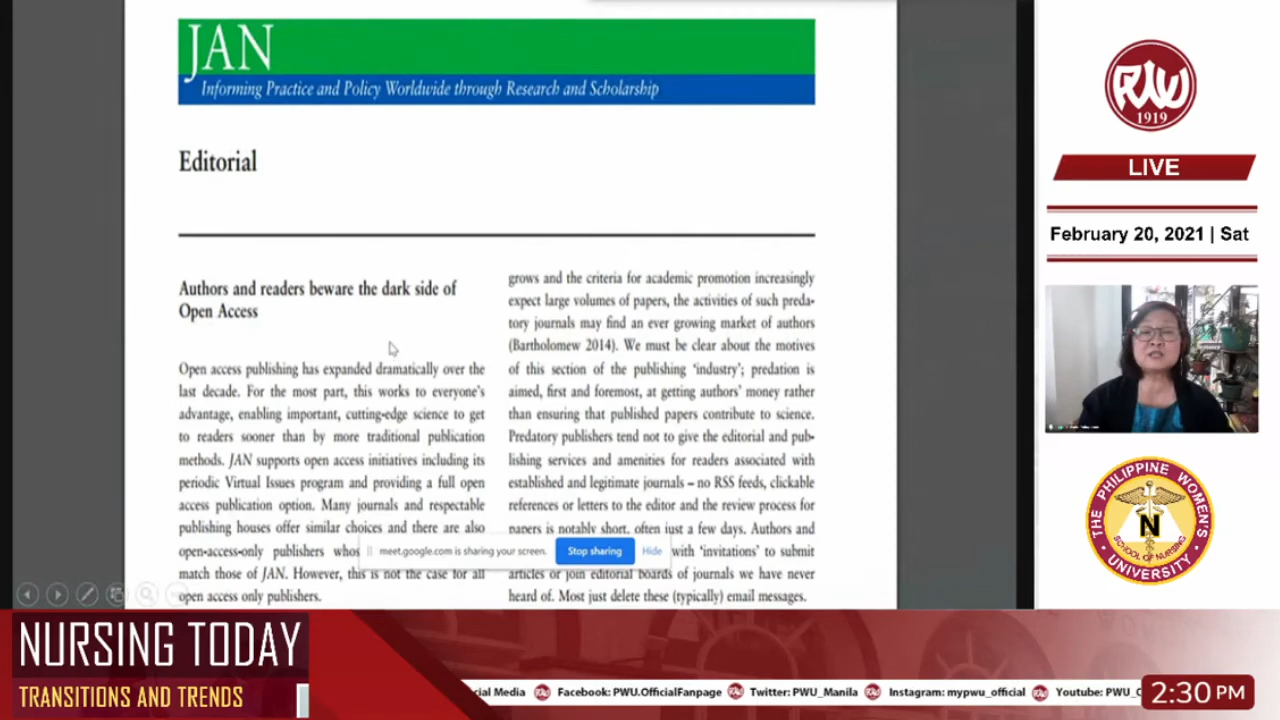 JAN
Informing Practice and Policy Worldwide through Research and Scholarship
Editorial
Authors and readers beware the dark side of
Open Access
Open access publishing has expanded dramatically over the
last decade. For the most part, this works to everyone's
advantage, enabling important, cutting-edge science to get
to readers sooner than by more traditional publication
methods. JAN supports open access initiatives including its
periodic Virtual Issues program and providing a full open
access publication option. Many journals and respectable
publishing houses offer similar choices and there are also
open-access-only publishers whos
match those of JAN. However, this is not the case for all
open access only publishers.
grows and the criteria for academic promotion increasingly
expect large volumes of papers, the activities of such preda-
tory journals may find an ever growing market of authors
(Bartholomew 2014). We must be clear about the motives
of this section of the publishing 'industry'; predation is
aimed, first and foremost, at getting authors' money rather
than ensuring that published papers contribute to science.
Predatory publishers tend not to give the editorial and pub-
lishing services and amenities for readers associated with
established and legitimate journals – no RSS feeds, clickable
references or letters to the editor and the review process for
papers is notably short, often just a few days. Authors and
with 'invitations' to submit
articles or join editorial boards of journals we have never
heard of. Most just delete these (typically) email messages.
meet.google.com is sharing your screen.
Stop sharing
Hide
PWU
1919
LIVE
February 20, 2021 | Sat
THE PHILIPPINE WOMEN'S
UNIVERSITY
SCHOOL OF NURSING
N
NURSING TODAY
TRANSITIONS AND TRENDS
cial Media
Facebook: PWU.OfficialFanpage
Twitter: PWU_Manila
Instagram: mypwu_official
Youtube: PWU_C
2:30 PM